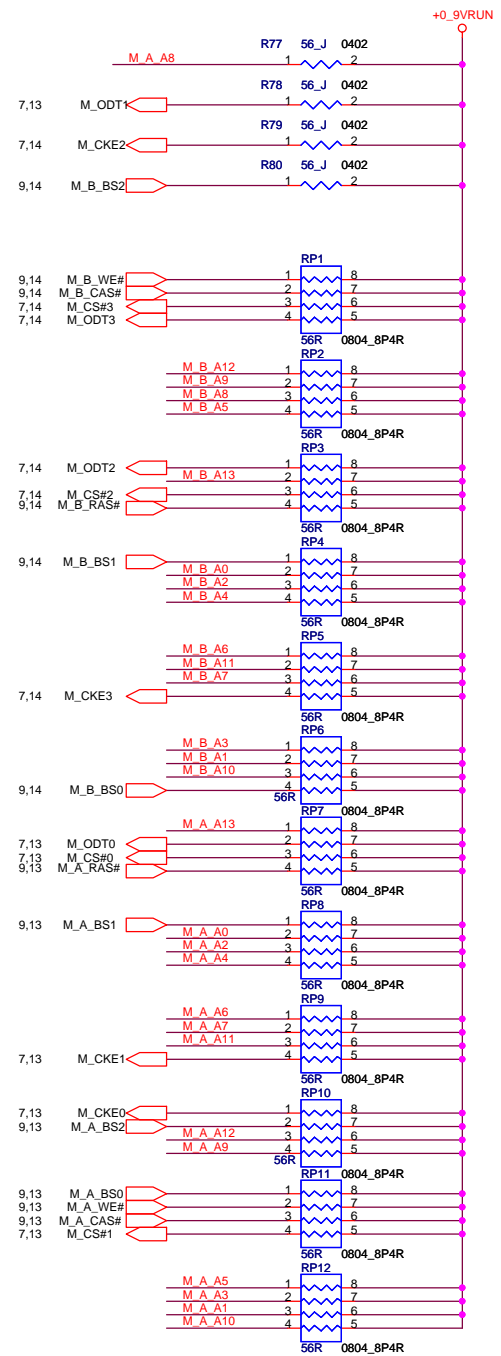 +0_9VRUN
R77 56_J 0402
M_A_A8 1 2
R78 56_J 0402
7,13 M_ODT1 1 2
R79 56_J 0402
7,14 M_CKE2 1 2
R80 56_J 0402
9,14 M_B_BS2 1 2
RP1
9,14 M_B_WE# 1 8
9,14 M_B_CAS# 2 7
7,14 M_CS#3 3 6
7,14 M_ODT3 4 5
56R 0804_8P4R
RP2
M_B_A12 1 8
M_B_A9 2 7
M_B_A8 3 6
M_B_A5 4 5
56R 0804_8P4R
RP3
7,14 M_ODT2 1 8
M_B_A13 2 7
7,14 M_CS#2 3 6
9,14 M_B_RAS# 4 5
56R 0804_8P4R
RP4
9,14 M_B_BS1 1 8
M_B_A0 2 7
M_B_A2 3 6
M_B_A4 4 5
56R 0804_8P4R
RP5
M_B_A6 1 8
M_B_A11 2 7
M_B_A7 3 6
7,14 M_CKE3 4 5
56R 0804_8P4R
RP6
M_B_A3 1 8
M_B_A1 2 7
M_B_A10 3 6
9,14 M_B_BS0 4 5
56R 0804_8P4R
RP7
M_A_A13 1 8
7,13 M_ODT0 2 7
7,13 M_CS#0 3 6
9,13 M_A_RAS# 4 5
56R 0804_8P4R
RP8
9,13 M_A_BS1 1 8
M_A_A0 2 7
M_A_A2 3 6
M_A_A4 4 5
56R 0804_8P4R
RP9
M_A_A6 1 8
M_A_A7 2 7
M_A_A11 3 6
7,13 M_CKE1 4 5
56R 0804_8P4R
RP10
7,13 M_CKE0 1 8
9,13 M_A_BS2 2 7
M_A_A12 3 6
M_A_A9 4 5
56R 0804_8P4R
RP11
9,13 M_A_BS0 1 8
9,13 M_A_WE# 2 7
9,13 M_A_CAS# 3 6
7,13 M_CS#1 4 5
56R 0804_8P4R
RP12
M_A_A5 1 8
M_A_A3 2 7
M_A_A1 3 6
M_A_A10 4 5
56R 0804_8P4R